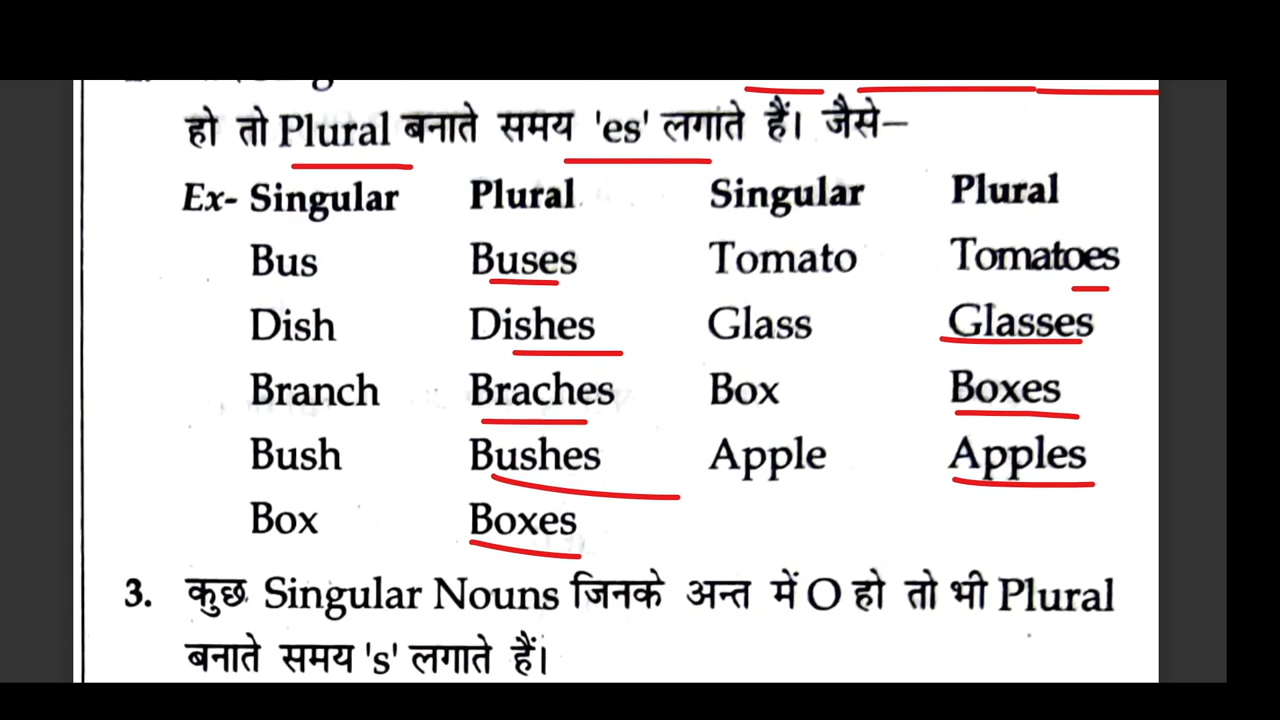 हो तो Plural बनाते समय 'es' लगाते हैं। जैसे–
Ex- Singular Plural Singular Plural
Bus Buses Tomato Tomatoes
Dish Dishes Glass Glasses
Branch Braches Box Boxes
Bush Bushes Apple Apples
Box Boxes
3. कुछ Singular Nouns जिनके अन्त में O हो तो भी Plural
बनाते समय 's' लगाते हैं।